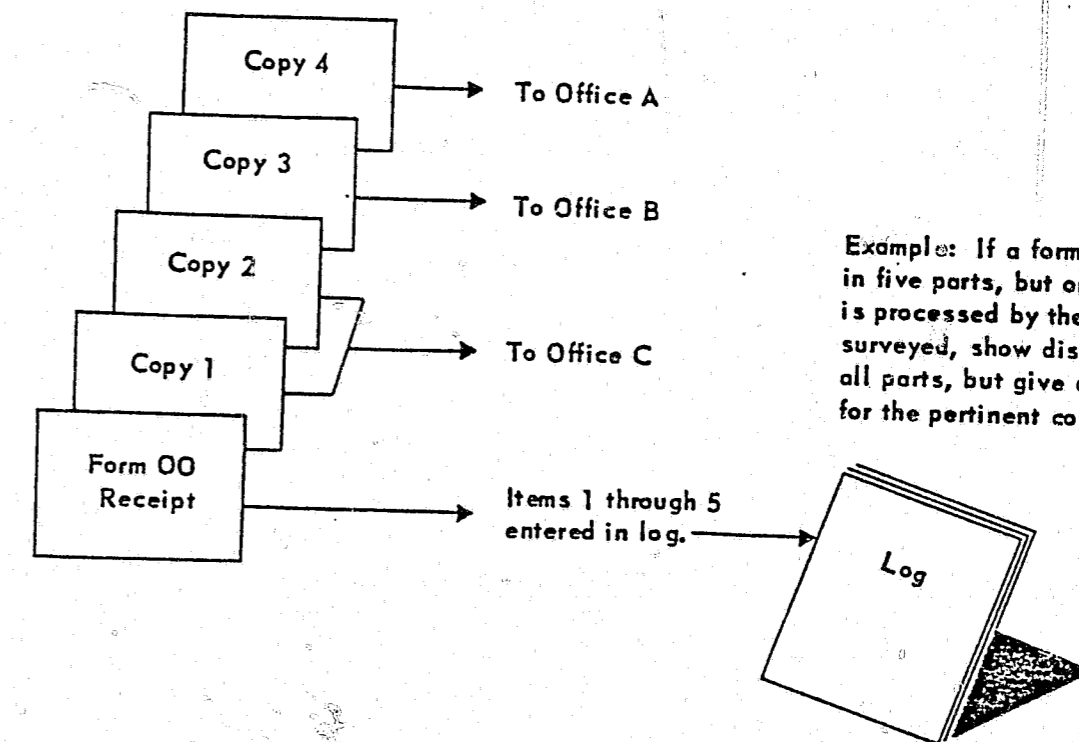 Copy 4
To Office A
Copy 3
To Office B
Copy 2
Example: If a form
in five parts, but
is processed by the
surveyed, show
all parts, but give
for the pertinent
Copy 1
To Office C
Form OO
Receipt
Items 1 through 5
entered in log.
Log